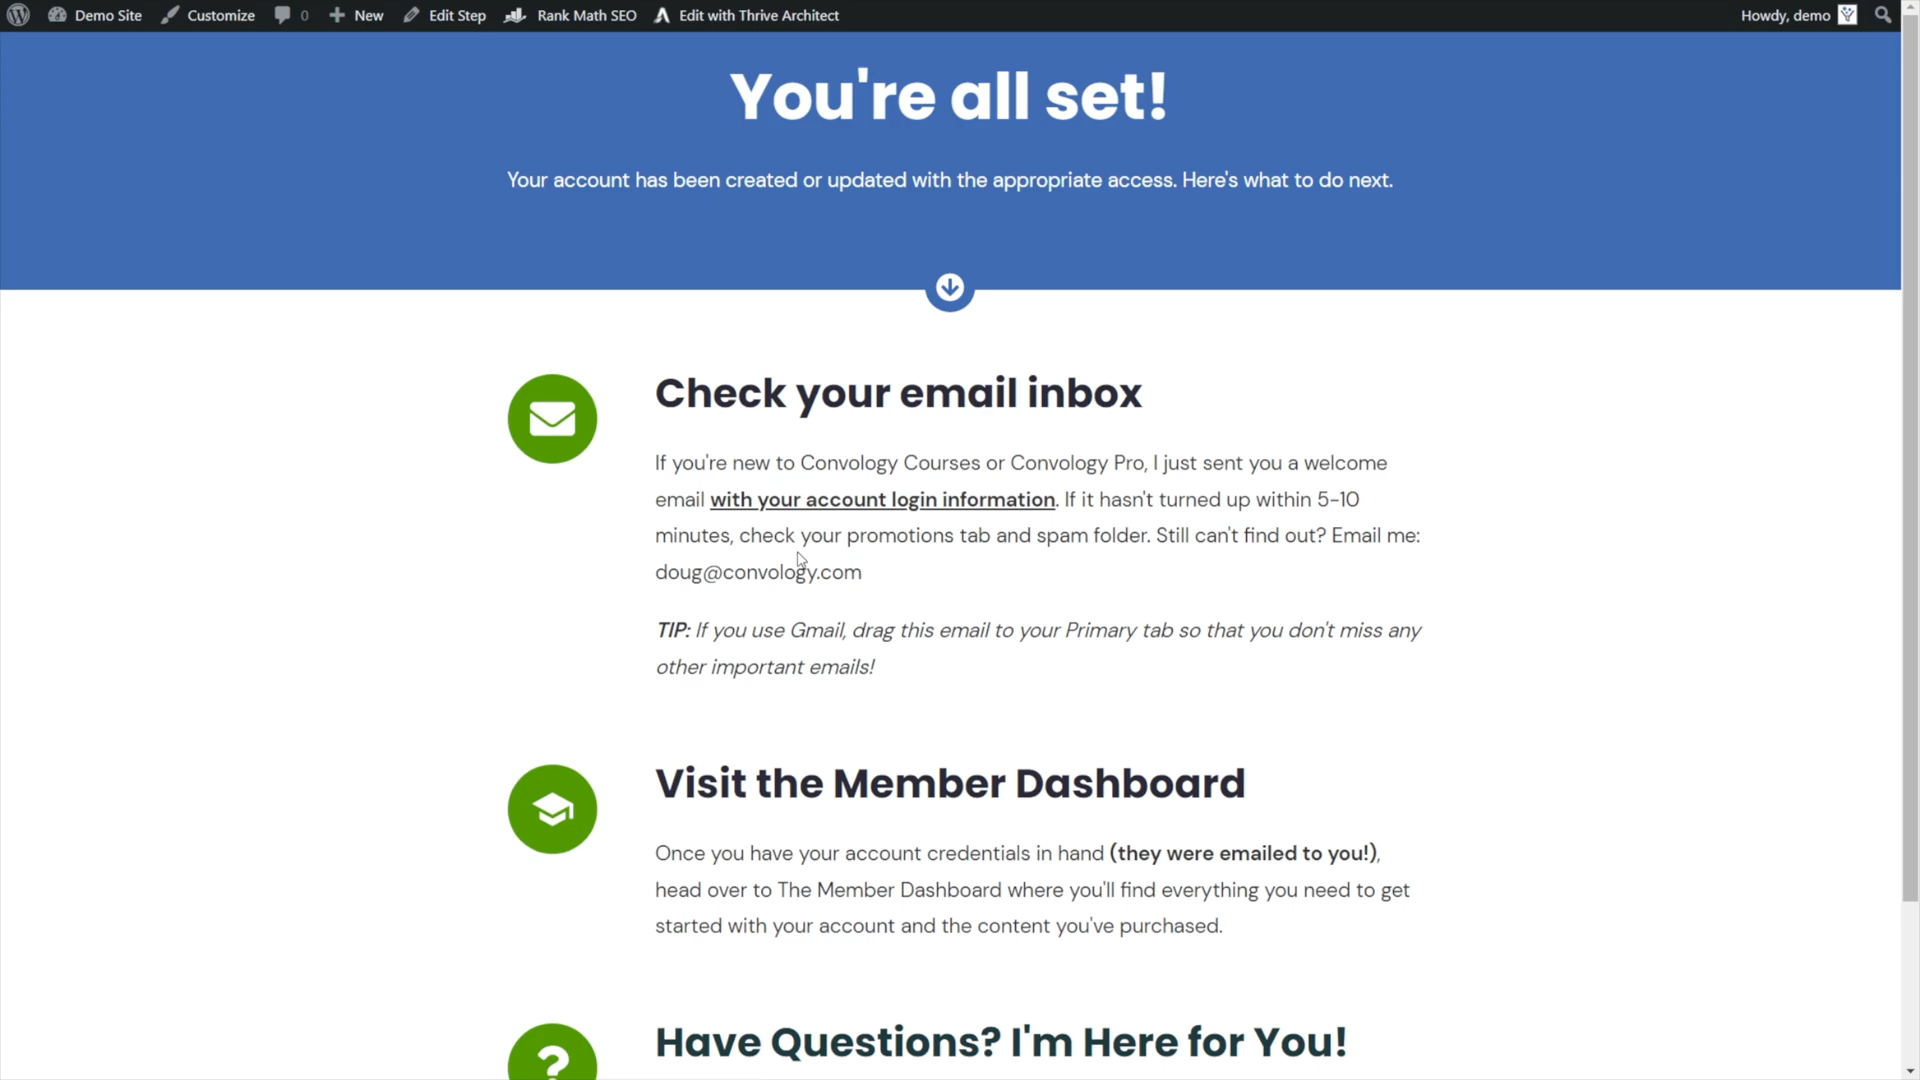 Demo Site Customize 0 New Edit Step Rank Math SEO Edit with Thrive Architect Howdy, demo
You're all set!
Your account has been created or updated with the appropriate access. Here's what to do next.
Check your email inbox
If you're new to Convology Courses or Convology Pro, I just sent you a welcome
email with your account login information. If it hasn't turned up within 5-10
minutes, check your promotions tab and spam folder. Still can't find out? Email me:
doug@convology.com
TIP: If you use Gmail, drag this email to your Primary tab so that you don't miss any
other important emails!
Visit the Member Dashboard
Once you have your account credentials in hand (they were emailed to you!),
head over to The Member Dashboard where you'll find everything you need to get
started with your account and the content you've purchased.
Have Questions? I'm Here for You!